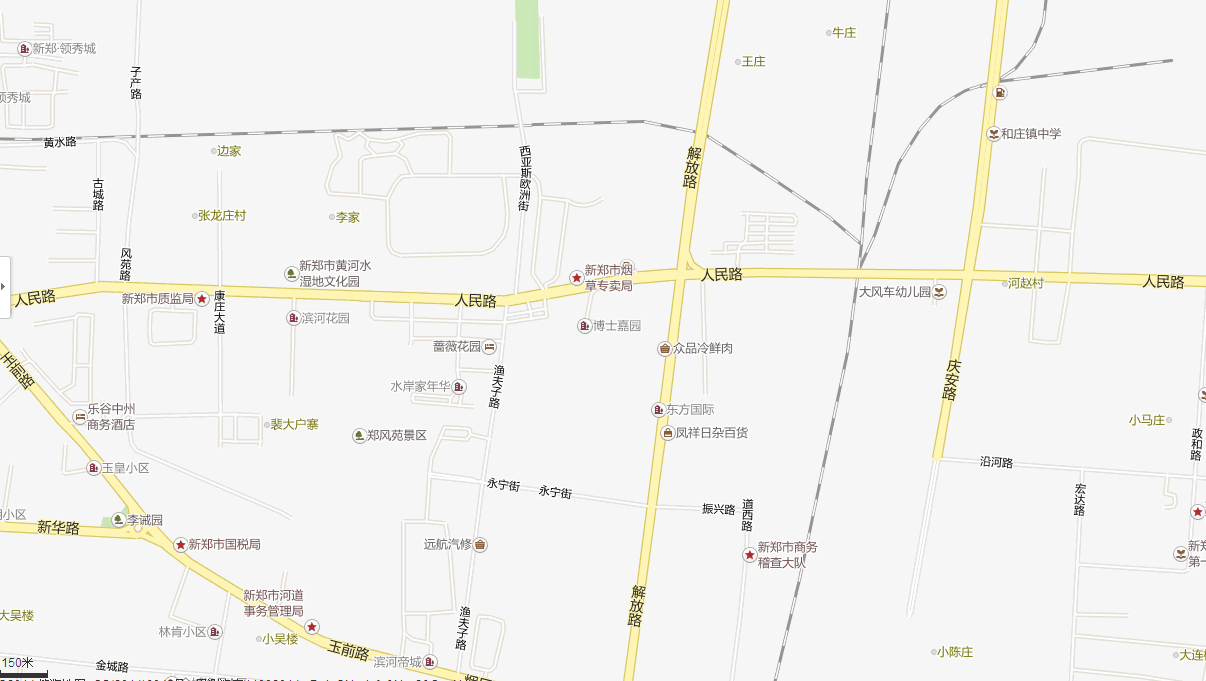 牛庄
新郑·领秀城
王庄
子产路
领秀城
和庄镇中学
黄水路
边家
西亚斯欧洲街
解放路
古城路
张龙庄村
李家
风苑路
新郑市黄河水
湿地文化园
新郑市烟
草专卖局
人民路
人民路
河赵村
人民路
大风车幼儿园
新郑市质监局
康庄大道
人民路
滨河花园
博士嘉园
蔷薇花园
众品冷鲜肉
渔夫子路
庆安路
水岸家年华
乐谷中州
商务酒店
东方国际
裴大户寨
郑风苑景区
凤祥日杂百货
小马庄
政和路
玉皇小区
沿河路
永宁街
永宁街
宏达路
振兴路
道西路
小区
李诫园
新华路
新郑市国税局
远航汽修
新郑市商务
稽查大队
新郑
第一
新郑市河道
事务管理局
解放路
大吴楼
林肯小区
小吴楼
渔夫子路
玉前路
滨河帝城
小陈庄
大连
150米
金城路